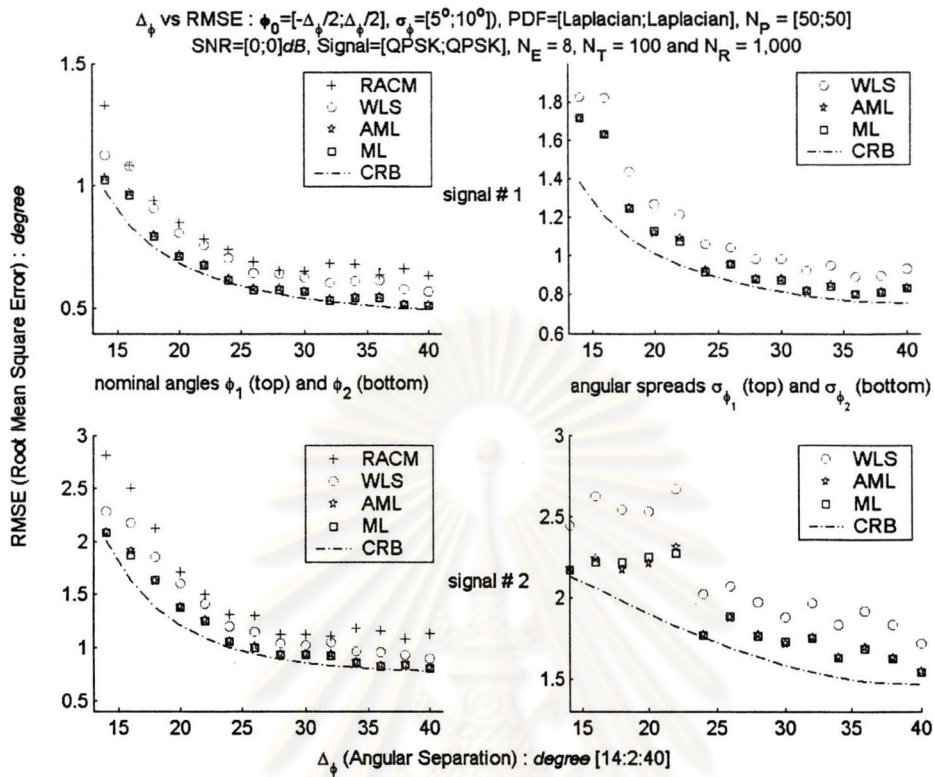 Δϕ vs RMSE : ϕ0=[-Δϕ/2;Δϕ/2], σϕ=[5°;10°]), PDF=[Laplacian;Laplacian], NP = [50;50]
SNR=[0;0]dB, Signal=[QPSK;QPSK], NE = 8, NT = 100 and NR = 1,000
RMSE (Root Mean Square Error) : degree
1.5
1
0.5
15 20 25 30 35 40
RACM
WLS
AML
ML
CRB
signal # 1
1.8
1.6
1.4
1.2
1
0.8
0.6
15 20 25 30 35 40
WLS
AML
ML
CRB
nominal angles ϕ1 (top) and ϕ2 (bottom)
angular spreads σϕ1 (top) and σϕ2 (bottom)
3
2.5
2
1.5
1
0.5
15 20 25 30 35 40
RACM
WLS
AML
ML
CRB
signal # 2
3
2.5
2
1.5
15 20 25 30 35 40
WLS
AML
ML
CRB
Δϕ (Angular Separation) : degree [14:2:40]